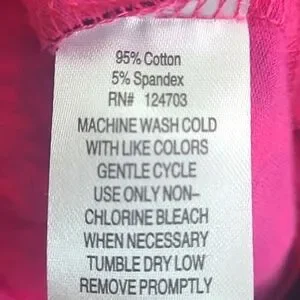 95% Cotton
5% Spandex
RN# 124703
MACHINE WASH COLD
WITH LIKE COLORS
GENTLE CYCLE
USE ONLY NON-
CHLORINE BLEACH
WHEN NECESSARY
TUMBLE DRY LOW
REMOVE PROMPTLY